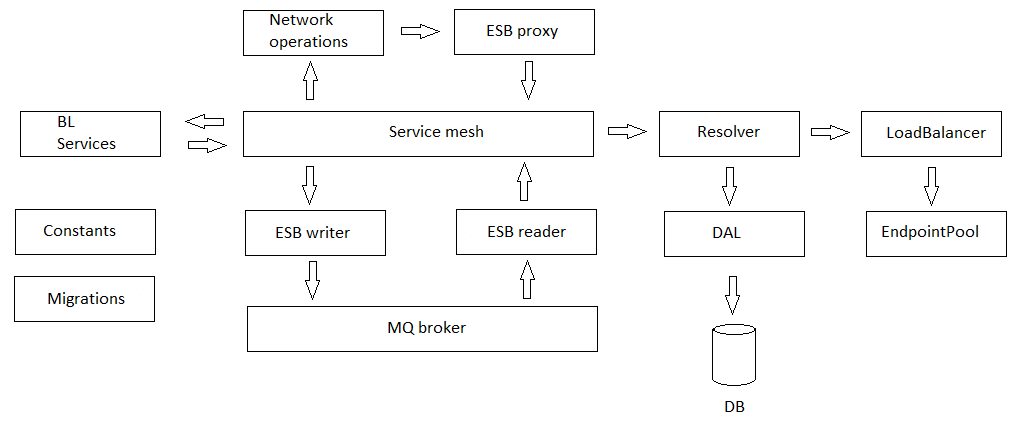 Network
operations
ESB proxy
BL
Services
Service mesh
Resolver
LoadBalancer
Constants
ESB writer
ESB reader
DAL
EndpointPool
Migrations
MQ broker
DB